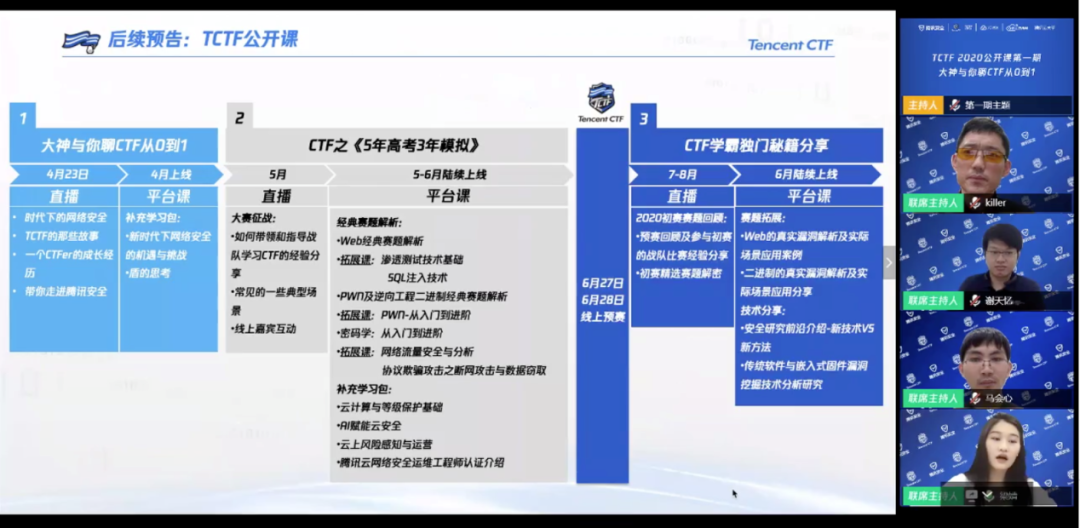 后续预告：TCTF公开课
Tencent CTF
1
大神与你聊CTF从0到1
4月23日
4月上线
直播
平台课
• 时代下的网络安全
• TCTF的那些故事
• 一个CTFer的成长经
历
• 带你走进腾讯安全
补充学习包：
•新时代下网络安全
的机遇与挑战
•盾的思考
2
CTF之《5年高考3年模拟》
5月
5-6月陆续上线
直播
平台课
大赛征战：
•如何带领和指导战
队学习CTF的经验分
享
•常见的一些典型场
景
•线上嘉宾互动
经典赛题解析：
•Web经典赛题解析
•拓展课：渗透测试技术基础
SQL注入技术
•PWN及逆向工程二进制经典赛题解析
•拓展课：PWN-从入门到进阶
•密码学：从入门到进阶
•拓展课：网络流量安全与分析
协议欺骗攻击之断网攻击与数据窃取
补充学习包：
•云计算与等级保护基础
•AI赋能云安全
•云上风险感知与运营
•腾讯云网络安全运维工程师认证介绍
TCTF
Tencent CTF
6月27日
6月28日
线上预赛
3
CTF学霸独门秘籍分享
7-8月
6月陆续上线
直播
平台课
2020初赛赛题回顾：
•预赛回顾及参与初赛
的战队比赛经验分享
•初赛精选赛题解密
赛题拓展：
•Web的真实漏洞解析及实际
场景应用案例
•二进制的真实漏洞解析及实
际场景应用分享
技术分享：
•安全研究前沿介绍-新技术VS
新方法
•传统软件与嵌入式固件漏洞
挖掘技术分析研究
TCTF 2020公开课第一期
大神与你聊CTF从0到1
主持人 第一期主题
联席主持人 killer
联席主持人 谢天忆
联席主持人 马会心
联席主持人